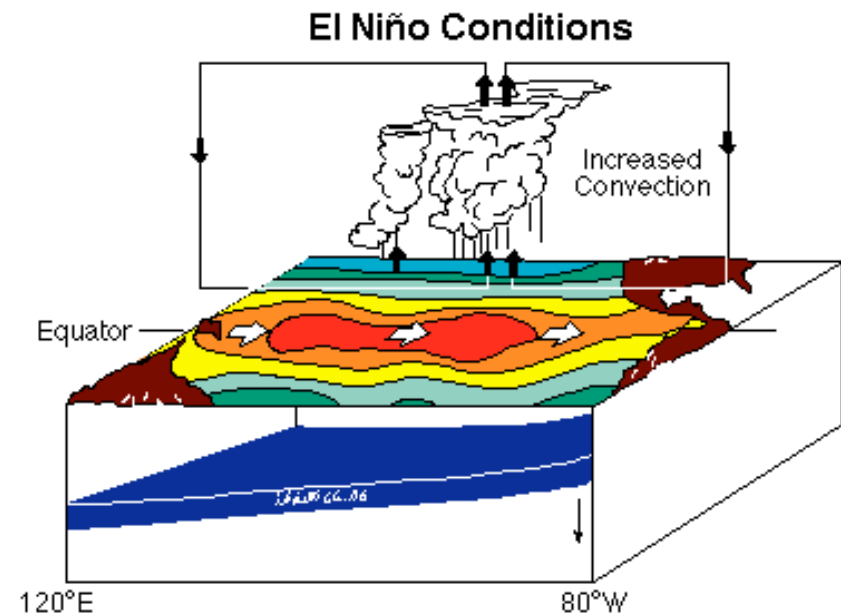 El Niño Conditions
Increased
Convection
Equator
120°E
80°W